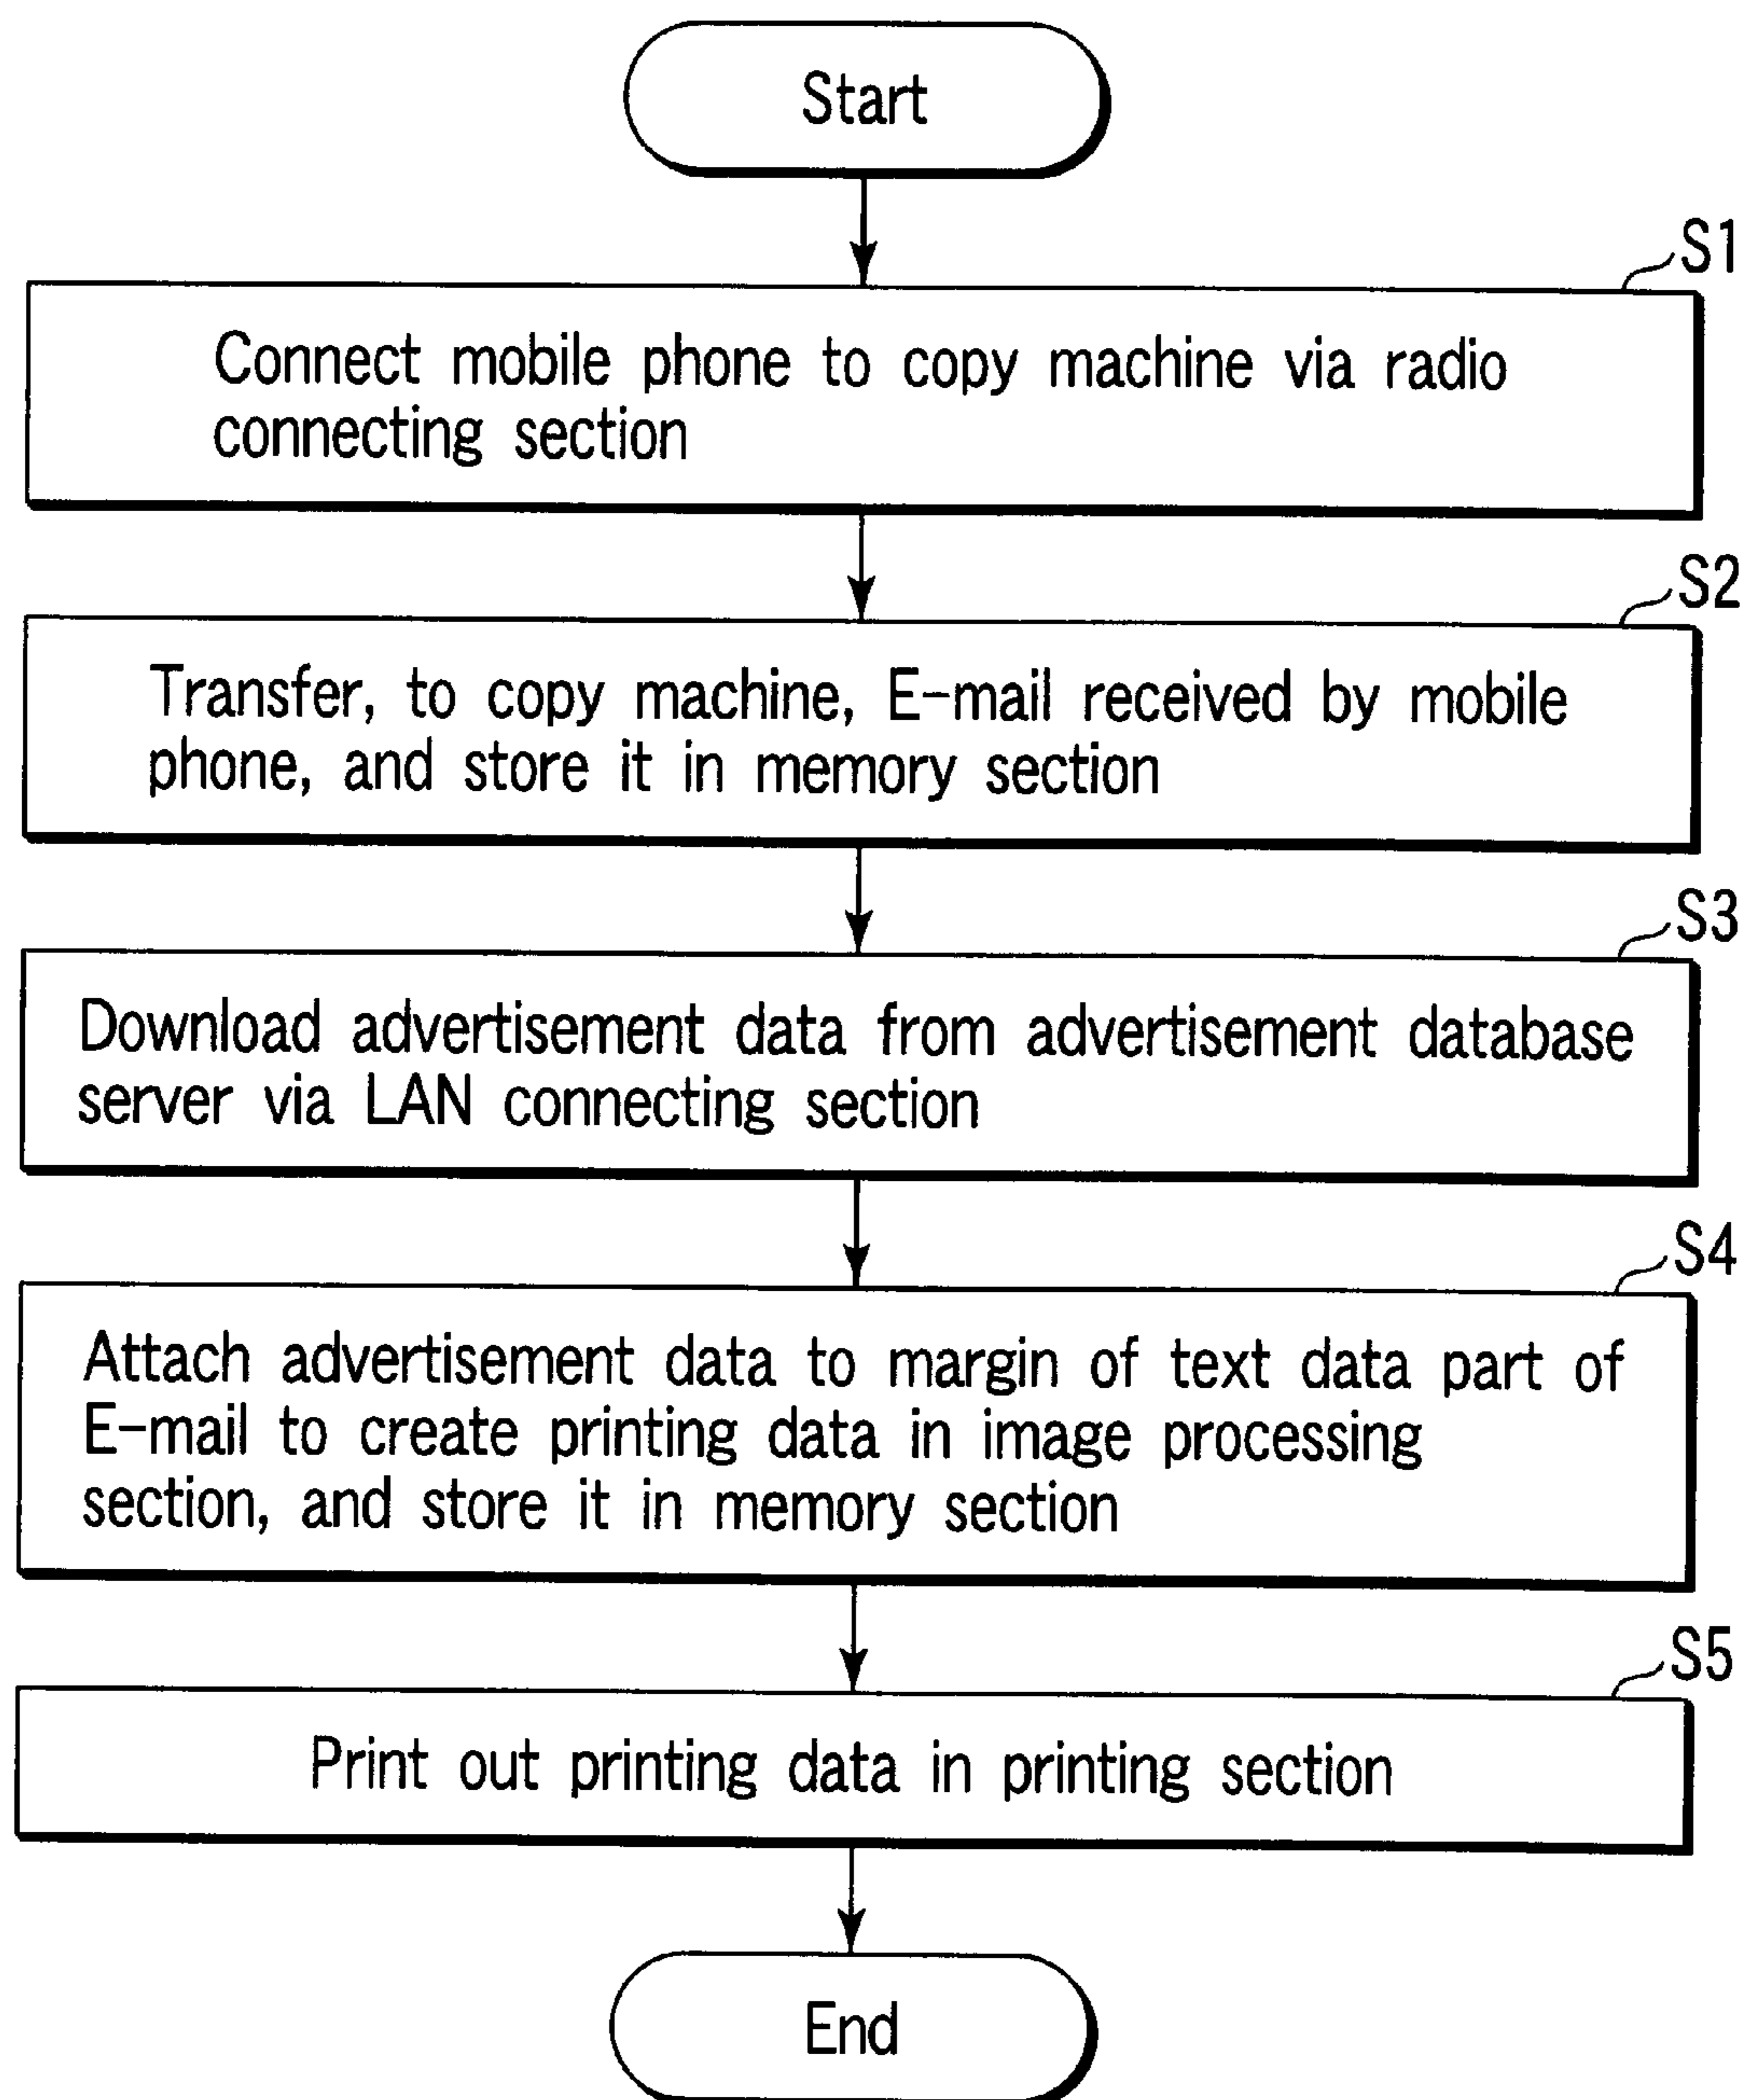 Start
S1
Connect mobile phone to copy machine via radio
connecting section
S2
Transfer, to copy machine, E-mail received by mobile
phone, and store it in memory section
S3
Download advertisement data from advertisement database
server via LAN connecting section
S4
Attach advertisement data to margin of text data part of
E-mail to create printing data in image processing
section, and store it in memory section
S5
Print out printing data in printing section
End